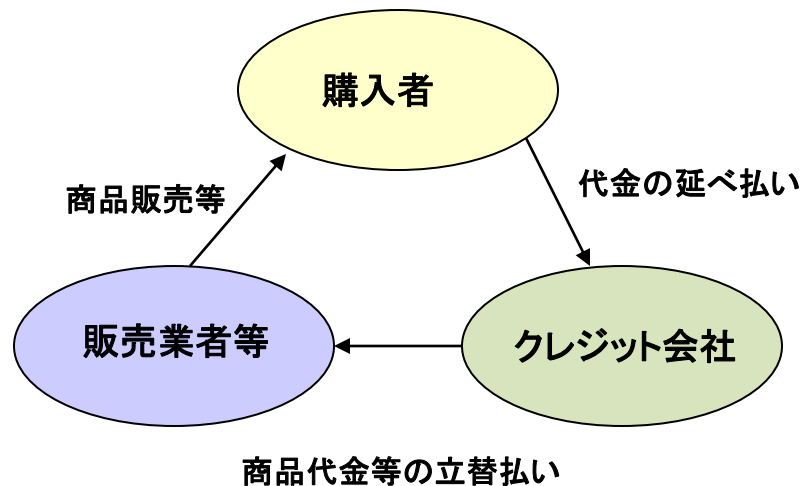 購入者
商品販売等
代金の延べ払い
販売業者等
クレジット会社
商品代金等の立替払い